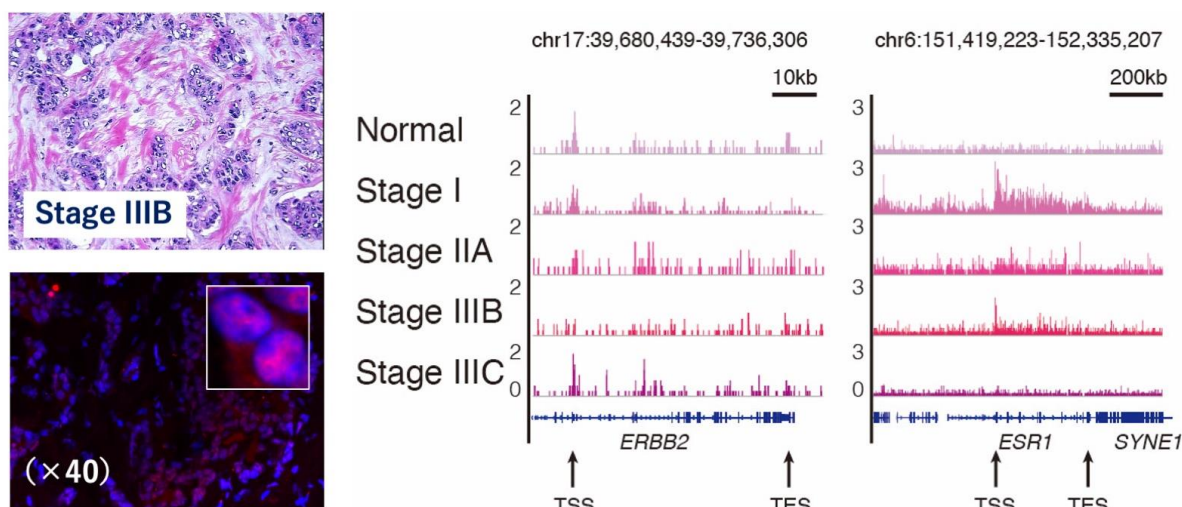 Stage IIIB
(×40)
chr17:39,680,439-39,736,306
10kb
Normal
2
Stage I
2
Stage IIA
2
Stage IIIB
2
Stage IIIC
2
0
ERBB2
TSS
TES
chr6:151,419,223-152,335,207
200kb
3
3
3
3
3
0
ESR1
SYNE1
TSS
TES